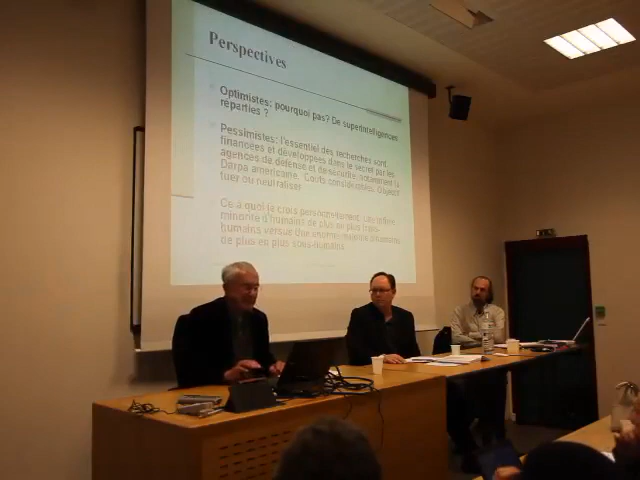 Perspectives
Optimistes: pourquoi pas? De superintelligences
réparties ?
Pessimistes: l'essentiel des recherches sont
financées et développées dans le secret par les
agences de défense et de sécurité, notamment la
Darpa américaine. Coûts considérables. Objectif
tuer ou neutraliser
Ce à quoi je crois personnellement: une infime
minorité d'humains de plus en plus trans-
humains versus une énorme majorité d'humains
de plus en plus sous-humains